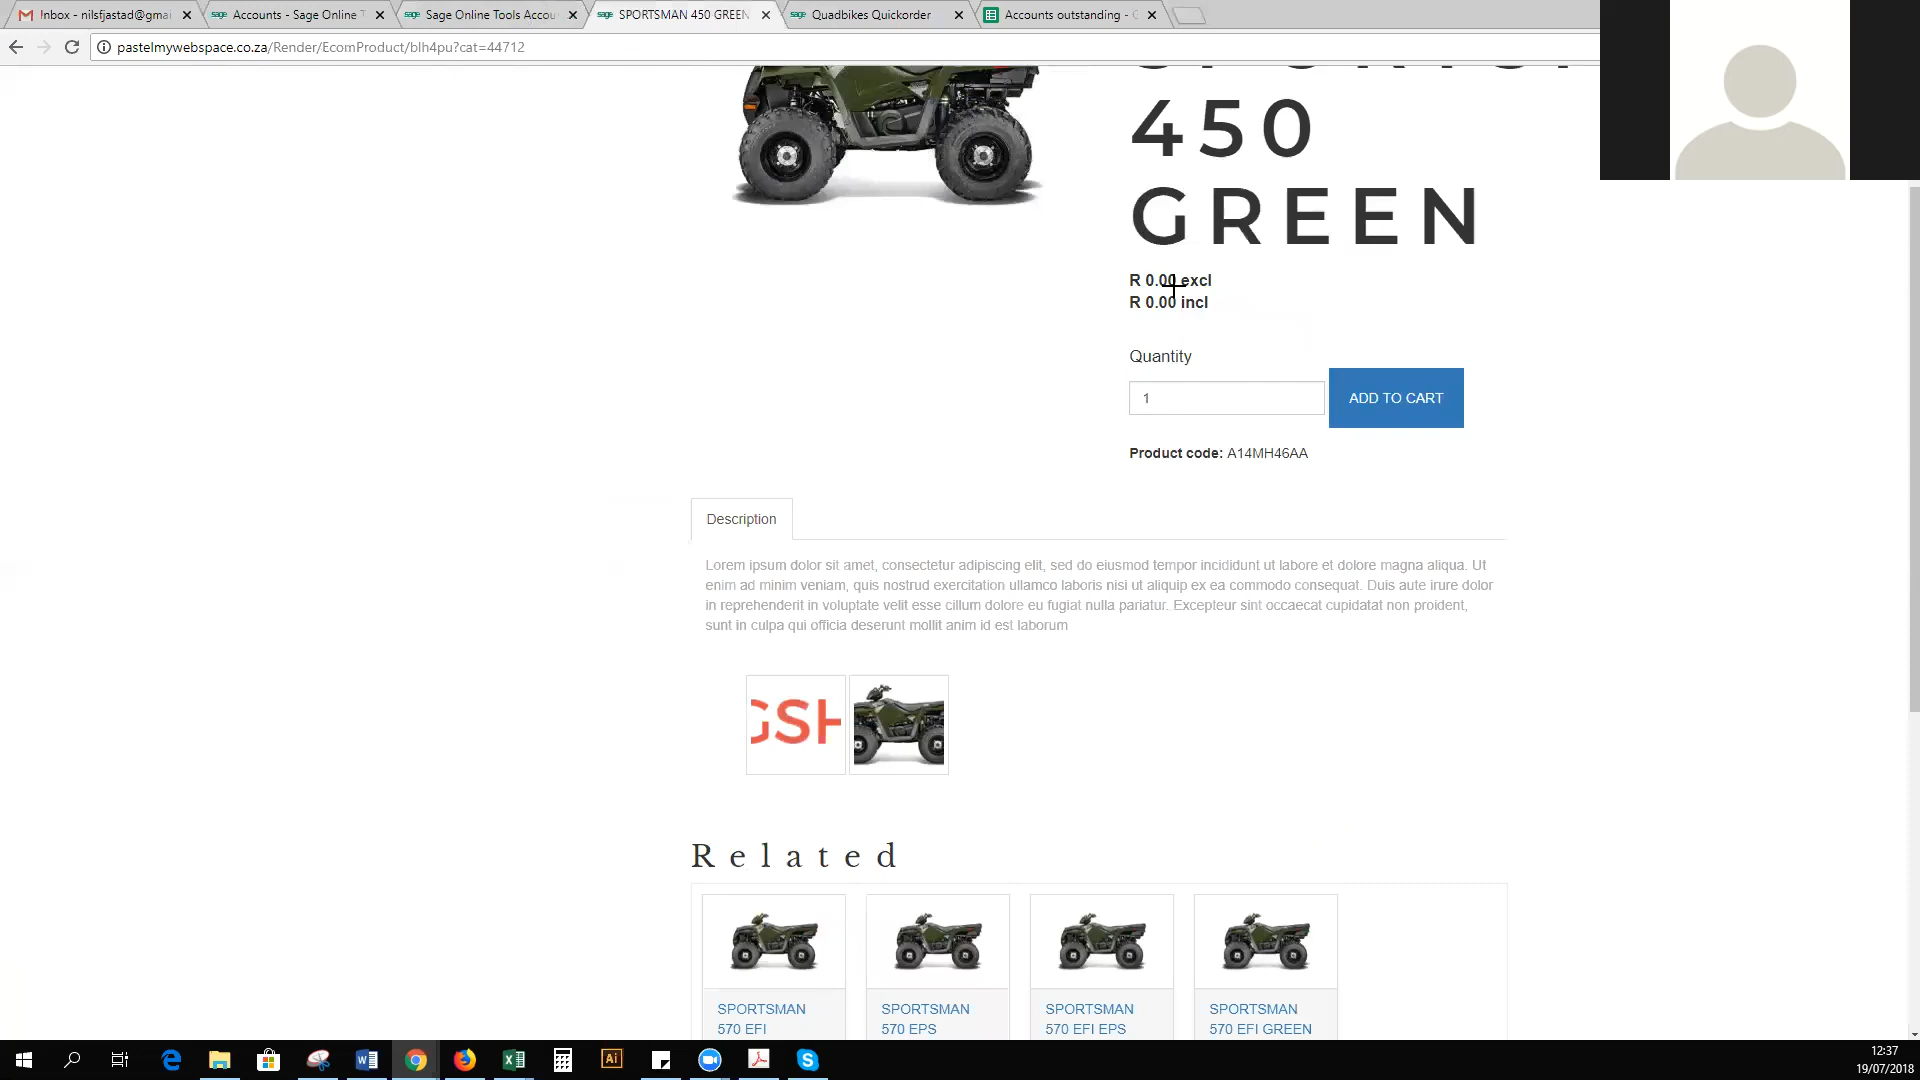 Inbox - nilsfjastad@gmai
Accounts - Sage Online T
Sage Online Tools Accou
SPORTSMAN 450 GREEN
Quadbikes Quickorder
Accounts outstanding - G
pastelmywebspace.co.za/Render/EcomProduct/blh4pu?cat=44712
450
GREEN
R 0.00 excl
R 0.00 incl
Quantity
1
ADD TO CART
Product code: A14MH46AA
Description
Lorem ipsum dolor sit amet, consectetur adipiscing elit, sed do eiusmod tempor incididunt ut labore et dolore magna aliqua. Ut
enim ad minim veniam, quis nostrud exercitation ullamco laboris nisi ut aliquip ex ea commodo consequat. Duis aute irure dolor
in reprehenderit in voluptate velit esse cillum dolore eu fugiat nulla pariatur. Excepteur sint occaecat cupidatat non proident,
sunt in culpa qui officia deserunt mollit anim id est laborum
GSH
Related
SPORTSMAN
570 EFI
SPORTSMAN
570 EPS
SPORTSMAN
570 EFI EPS
SPORTSMAN
570 EFI GREEN
Ai
12:37
19/07/2018